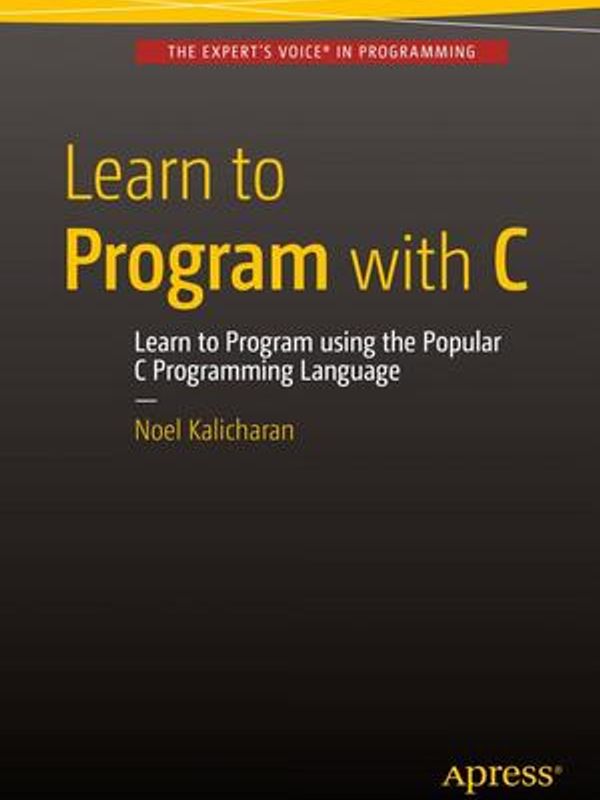 THE EXPERT'S VOICE® IN PROGRAMMING
Learn to
Program with C
Learn to Program using the Popular
C Programming Language
—
Noel Kalicharan
Apress®